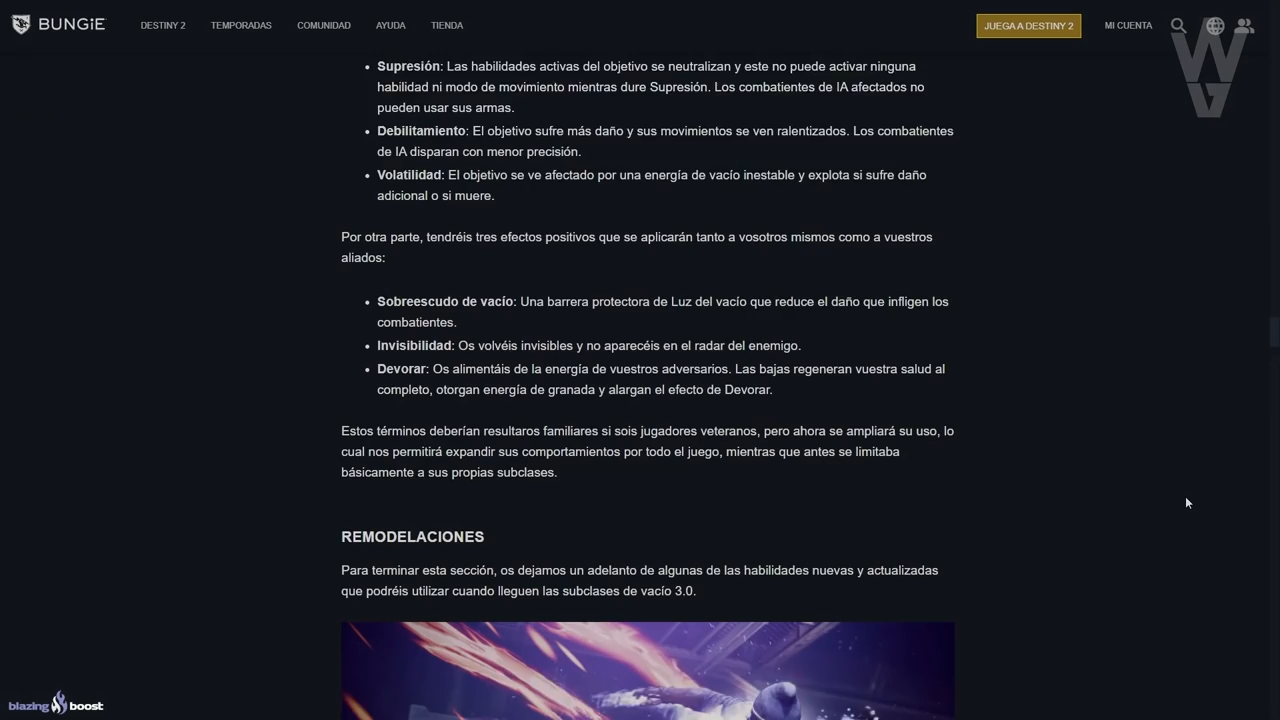 BUNGiE
DESTINY 2
TEMPORADAS
COMUNIDAD
AYUDA
TIENDA
JUEGA A DESTINY 2
MI CUENTA
Supresión: Las habilidades activas del objetivo se neutralizan y este no puede activar ninguna
habilidad ni modo de movimiento mientras dure Supresión. Los combatientes de IA afectados no
pueden usar sus armas.
Debilitamiento: El objetivo sufre más daño y sus movimientos se ven ralentizados. Los combatientes
de IA disparan con menor precisión.
Volatilidad: El objetivo se ve afectado por una energía de vacío inestable y explota si sufre daño
adicional o si muere.
Por otra parte, tendréis tres efectos positivos que se aplicarán tanto a vosotros mismos como a vuestros
aliados:
Sobreescudo de vacío: Una barrera protectora de Luz del vacío que reduce el daño que infligen los
combatientes.
Invisibilidad: Os volvéis invisibles y no aparecéis en el radar del enemigo.
Devorar: Os alimentáis de la energía de vuestros adversarios. Las bajas regeneran vuestra salud al
completo, otorgan energía de granada y alargan el efecto de Devorar.
Estos términos deberían resultaros familiares si sois jugadores veteranos, pero ahora se ampliará su uso, lo
cual nos permitirá expandir sus comportamientos por todo el juego, mientras que antes se limitaba
básicamente a sus propias subclases.
REMODELACIONES
Para terminar esta sección, os dejamos un adelanto de algunas de las habilidades nuevas y actualizadas
que podréis utilizar cuando lleguen las subclases de vacío 3.0.
blazing boost